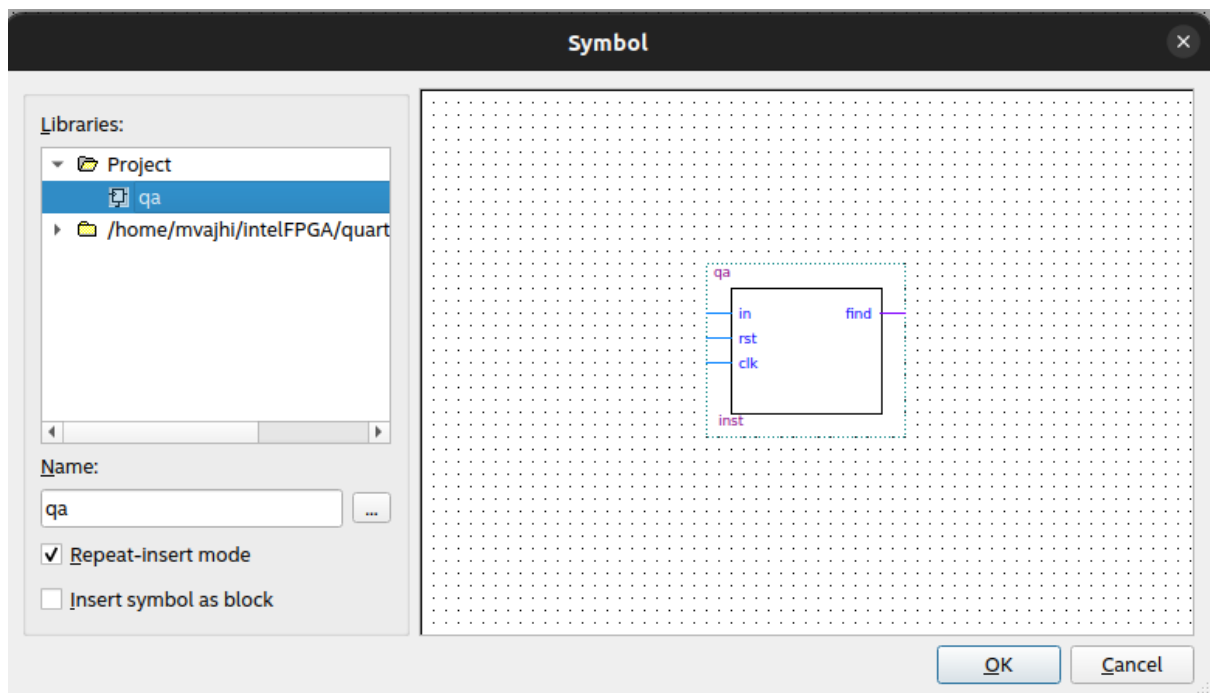 Symbol
Libraries:
Project
qa
/home/mvajhi/intelFPGA/quart
Name:
qa
...
Repeat-insert mode
Insert symbol as block
qa
in find
rst
clk
inst
OK Cancel